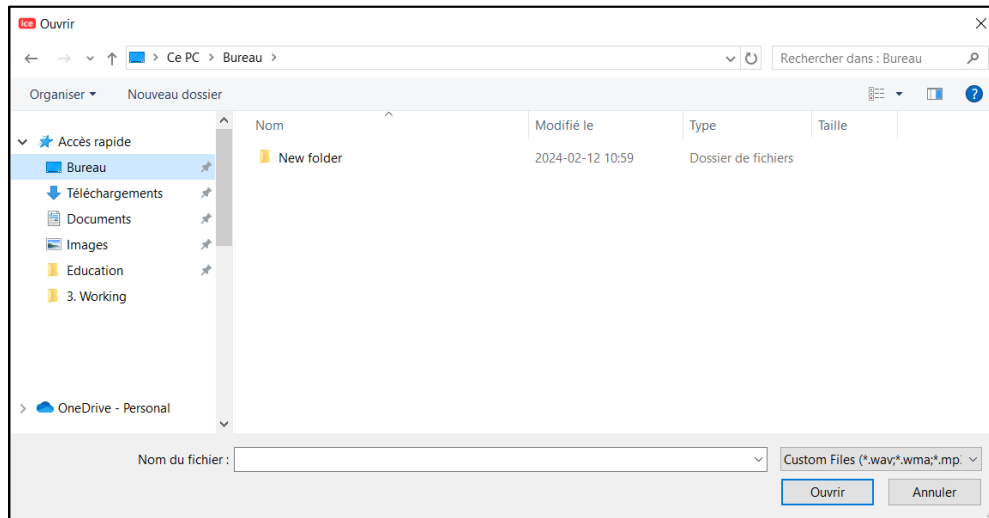 ice Ouvrir
Ce PC > Bureau >
Rechercher dans : Bureau
Organiser
Nouveau dossier
?
Nom
Modifié le
Type
Taille
Accès rapide
Bureau
Téléchargements
Documents
Images
Education
3. Working
OneDrive - Personal
New folder
2024-02-12 10:59
Dossier de fichiers
Nom du fichier :
Custom Files (*.wav;*.wma;*.mp
Ouvrir
Annuler